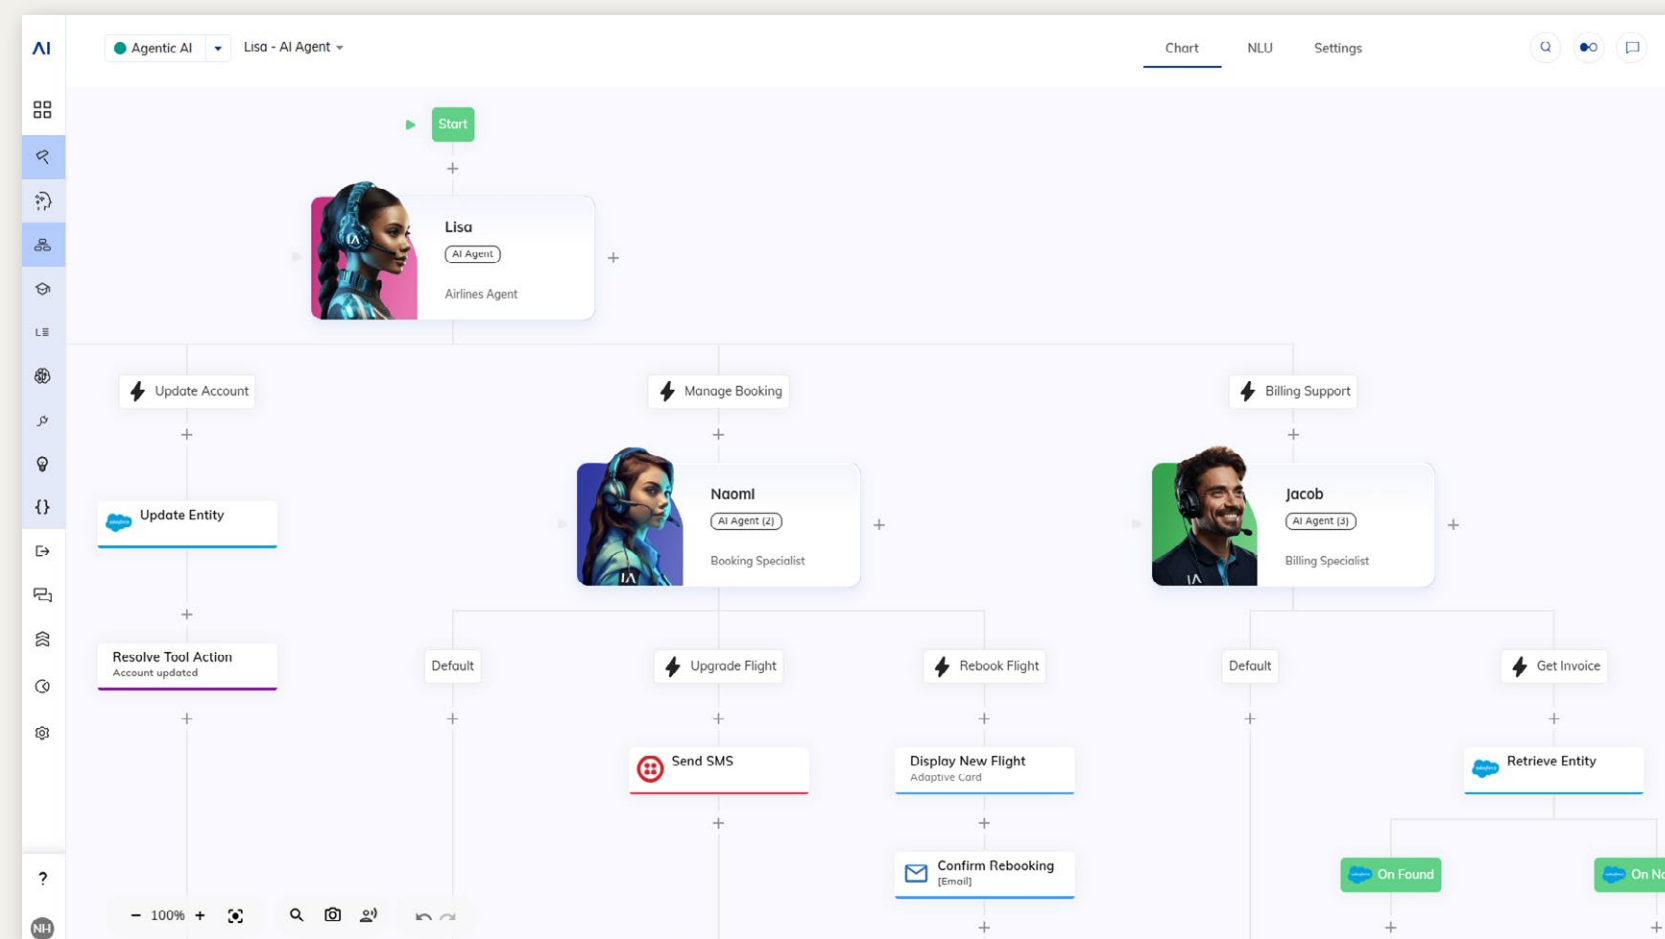 AI
Agentic AI
Lisa - AI Agent
Chart
NLU
Settings
Start
Lisa
AI Agent
Airlines Agent
Update Account
Manage Booking
Billing Support
Naomi
AI Agent (2)
Booking Specialist
Jacob
AI Agent (3)
Billing Specialist
Update Entity
Resolve Tool Action
Account updated
Default
Upgrade Flight
Rebook Flight
Default
Get Invoice
Send SMS
Display New Flight
Adaptive Card
Retrieve Entity
Confirm Rebooking
[Email]
On Found
On No
?
100%
NH